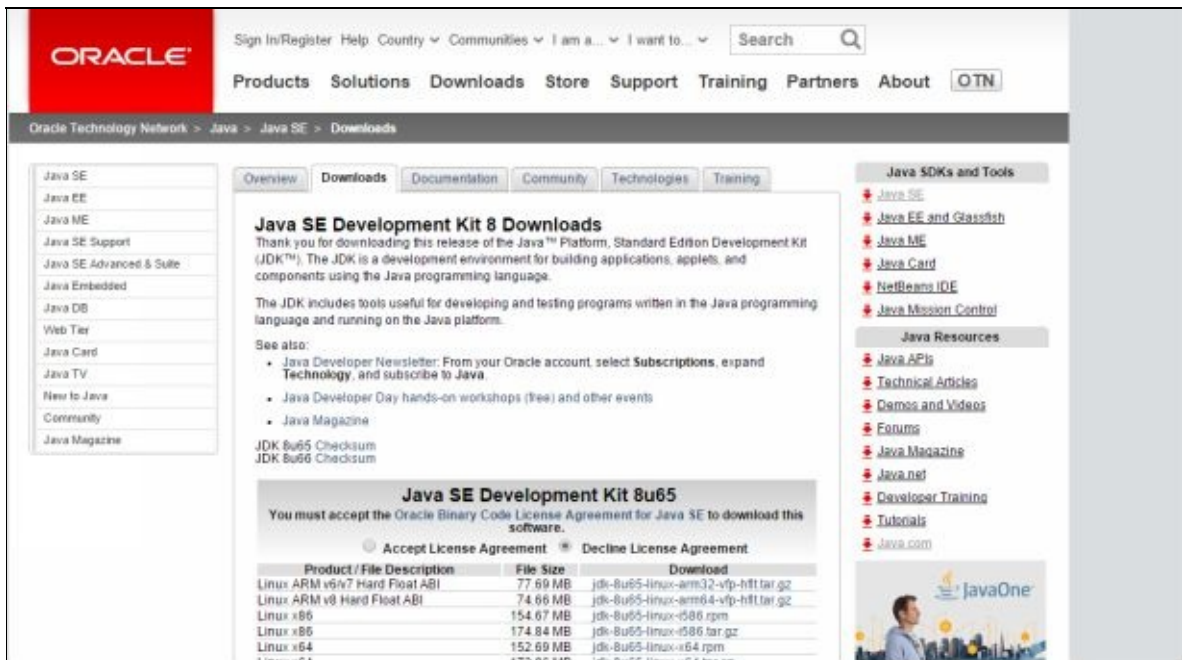 ORACLE
Sign In/Register Help Country Communities I am a... I want to... Search
Products Solutions Downloads Store Support Training Partners About OTN
Oracle Technology Network > Java > Java SE > Downloads
Java SE
Java EE
Java ME
Java SE Support
Java SE Advanced & Suite
Java Embedded
Java DB
Web Tier
Java Card
Java TV
New to Java
Community
Java Magazine
Overview Downloads Documentation Community Technologies Training
Java SE Development Kit 8 Downloads
Thank you for downloading this release of the Java™ Platform, Standard Edition Development Kit
(JDK™). The JDK is a development environment for building applications, applets, and
components using the Java programming language.
The JDK includes tools useful for developing and testing programs written in the Java programming
language and running on the Java platform.
See also:
• Java Developer Newsletter: From your Oracle account, select Subscriptions, expand
Technology, and subscribe to Java.
• Java Developer Day hands-on workshops (free) and other events
• Java Magazine
JDK 8u65 Checksum
JDK 8u66 Checksum
Java SE Development Kit 8u65
You must accept the Oracle Binary Code License Agreement for Java SE to download this
software.
Accept License Agreement Decline License Agreement
Product / File Description File Size Download
Linux ARM v6/v7 Hard Float ABI 77.69 MB jdk-8u65-linux-arm32-vfp-hflt.tar.gz
Linux ARM v8 Hard Float ABI 74.66 MB jdk-8u65-linux-arm64-vfp-hflt.tar.gz
Linux x86 154.67 MB jdk-8u65-linux-i586.rpm
Linux x86 174.84 MB jdk-8u65-linux-i586.tar.gz
Linux x64 152.69 MB jdk-8u65-linux-x64.rpm
Java SDKs and Tools
Java SE
Java EE and Glassfish
Java ME
Java Card
NetBeans IDE
Java Mission Control
Java Resources
Java APIs
Technical Articles
Demos and Videos
Forums
Java Magazine
Java.net
Developer Training
Tutorials
Java.com
JavaOne